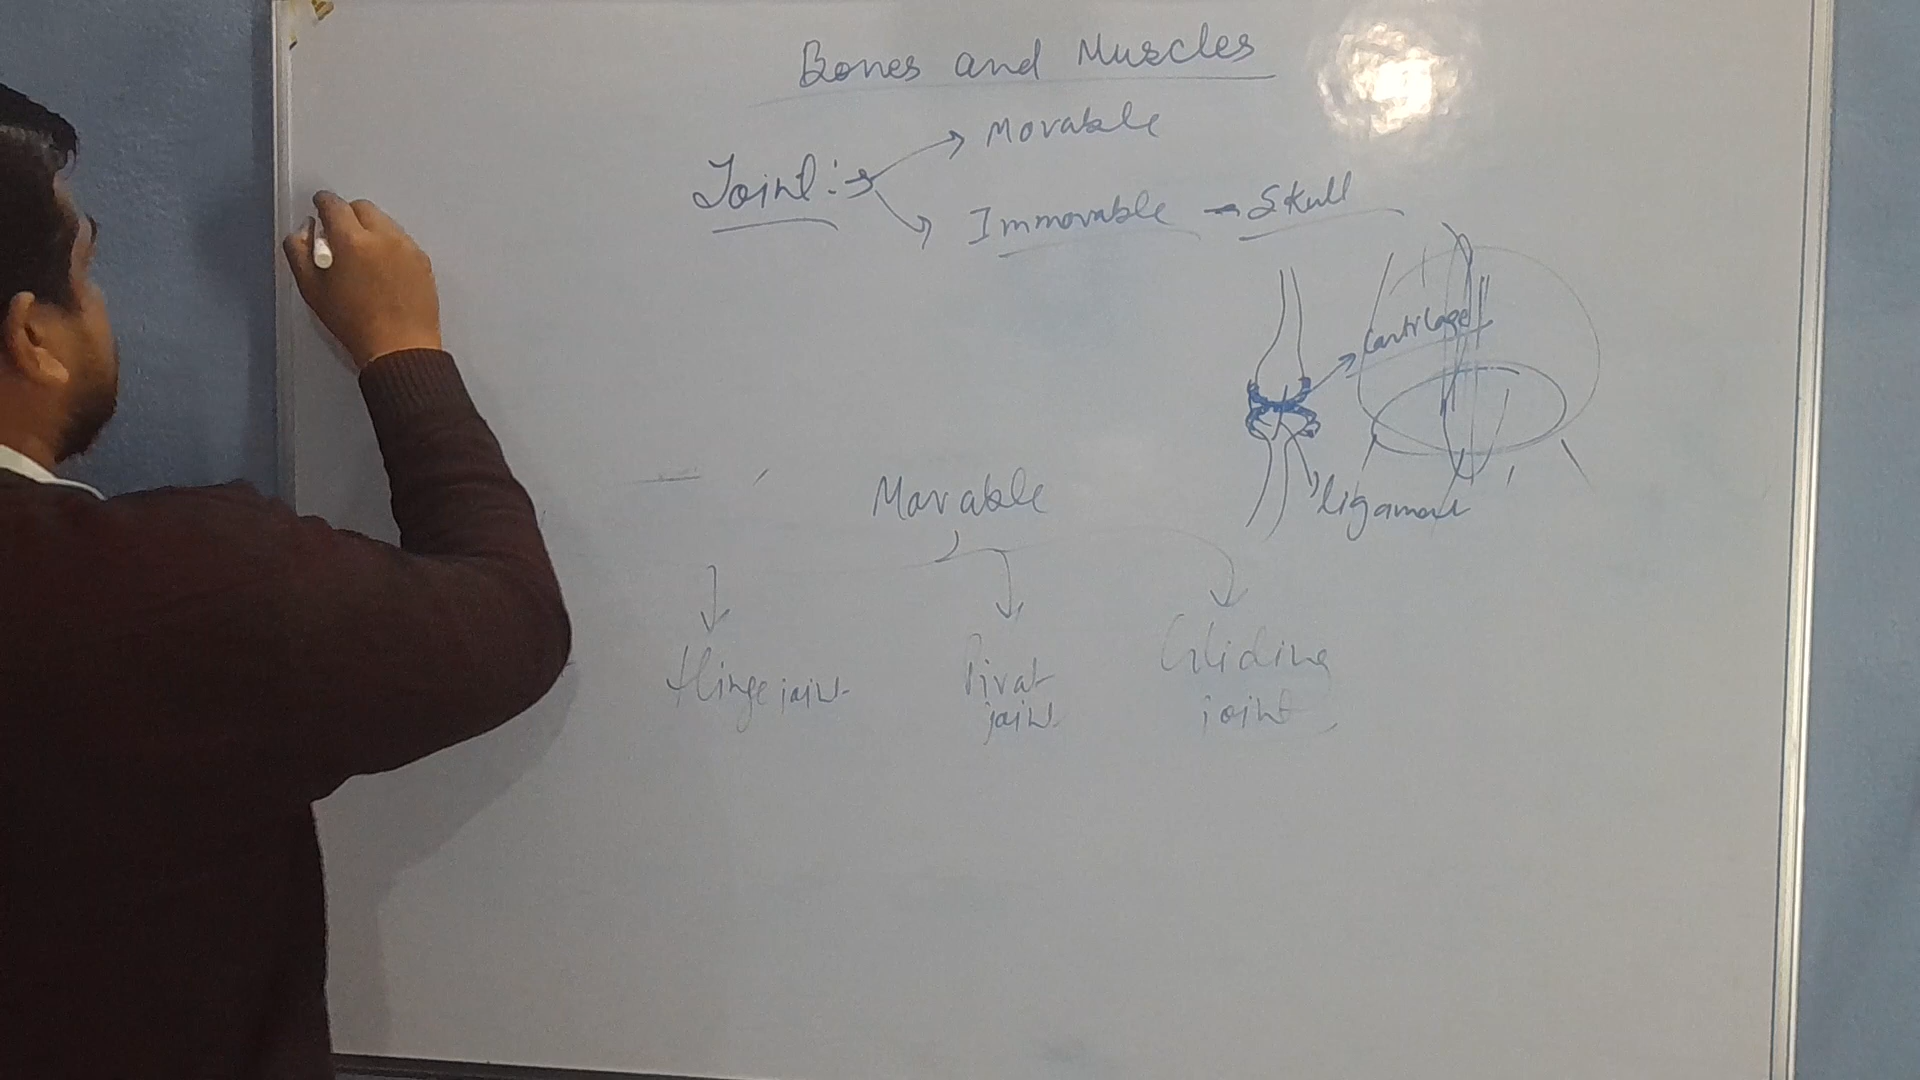 Bones and Muscles
Movable
Joint :→
Immovable - Skull
Cartilage
Movable
ligament
Hinge joint
Pivot
joint
Gliding
joint